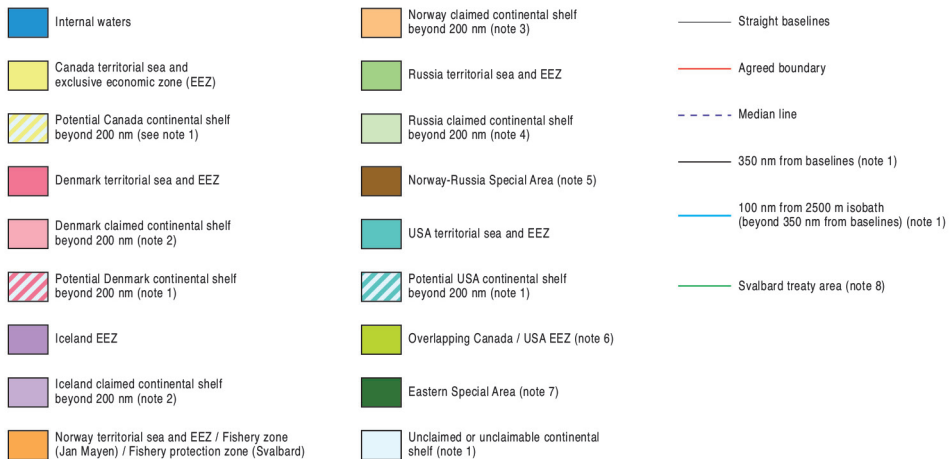 Internal waters
Canada territorial sea and
exclusive economic zone (EEZ)
Potential Canada continental shelf
beyond 200 nm (see note 1)
Denmark territorial sea and EEZ
Denmark claimed continental shelf
beyond 200 nm (note 2)
Potential Denmark continental shelf
beyond 200 nm (note 1)
Iceland EEZ
Iceland claimed continental shelf
beyond 200 nm (note 2)
Norway territorial sea and EEZ / Fishery zone
(Jan Mayen) / Fishery protection zone (Svalbard)
Norway claimed continental shelf
beyond 200 nm (note 3)
Russia territorial sea and EEZ
Russia claimed continental shelf
beyond 200 nm (note 4)
Norway-Russia Special Area (note 5)
USA territorial sea and EEZ
Potential USA continental shelf
beyond 200 nm (note 1)
Overlapping Canada / USA EEZ (note 6)
Eastern Special Area (note 7)
Unclaimed or unclaimable continental
shelf (note 1)
Straight baselines
Agreed boundary
Median line
350 nm from baselines (note 1)
100 nm from 2500 m isobath
(beyond 350 nm from baselines) (note 1)
Svalbard treaty area (note 8)